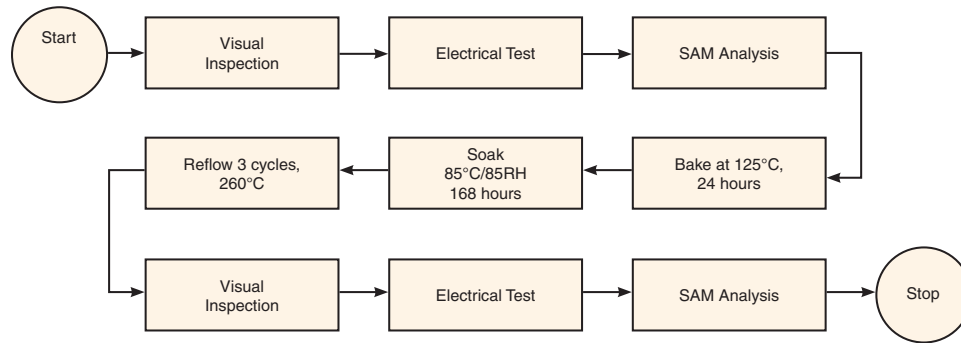 Start
Visual
Inspection
Electrical Test
SAM Analysis
Bake at 125°C,
24 hours
Soak
85°C/85RH
168 hours
Reflow 3 cycles,
260°C
Visual
Inspection
Electrical Test
SAM Analysis
Stop